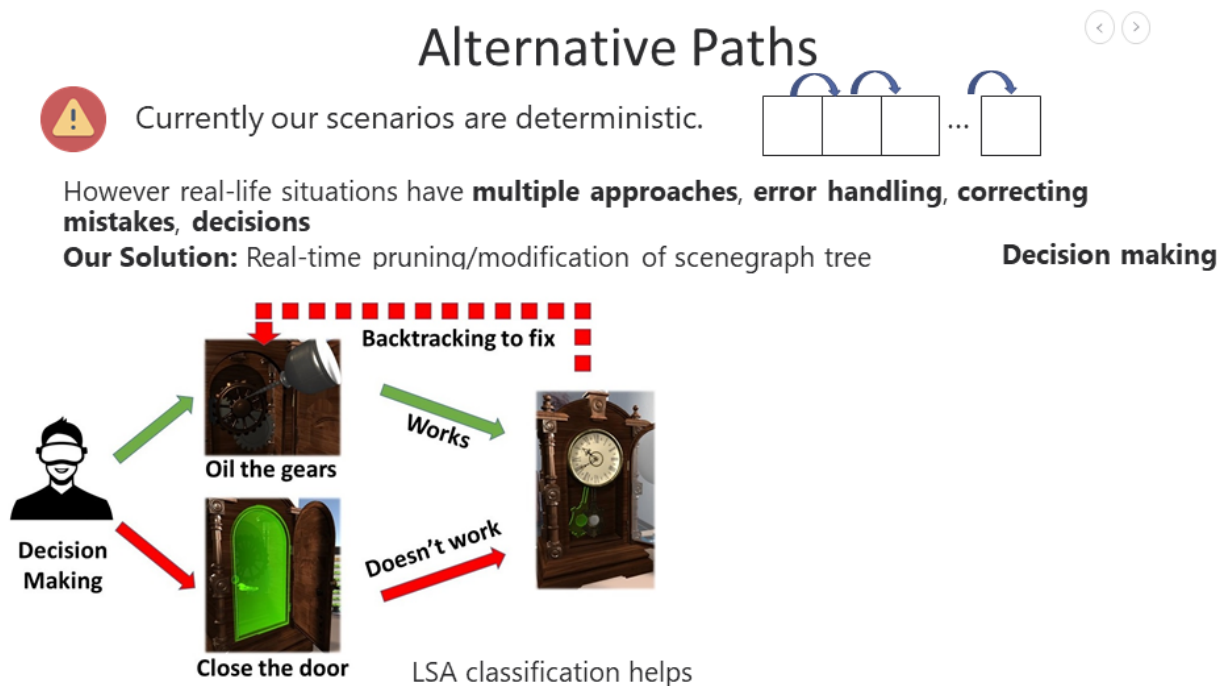 Alternative Paths
Currently our scenarios are deterministic.
...
However real-life situations have multiple approaches, error handling, correcting
mistakes, decisions
Our Solution: Real-time pruning/modification of scenegraph tree
Decision making
Backtracking to fix
Works
Oil the gears
Decision
Making
Doesn't work
Close the door
LSA classification helps